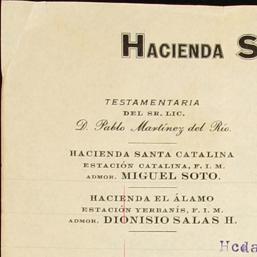 HACIENDA S
TESTAMENTARIA
DEL SR. LIC.
D. Pablo Martínez del Río.
HACIENDA SANTA CATALINA
ESTACIÓN CATALINA, F. I. M.
ADMOR. MIGUEL SOTO.
HACIENDA EL ÁLAMO
ESTACIÓN YERBANÍS, F. I. M.
ADMOR. DIONISIO SALAS H.
Hcda